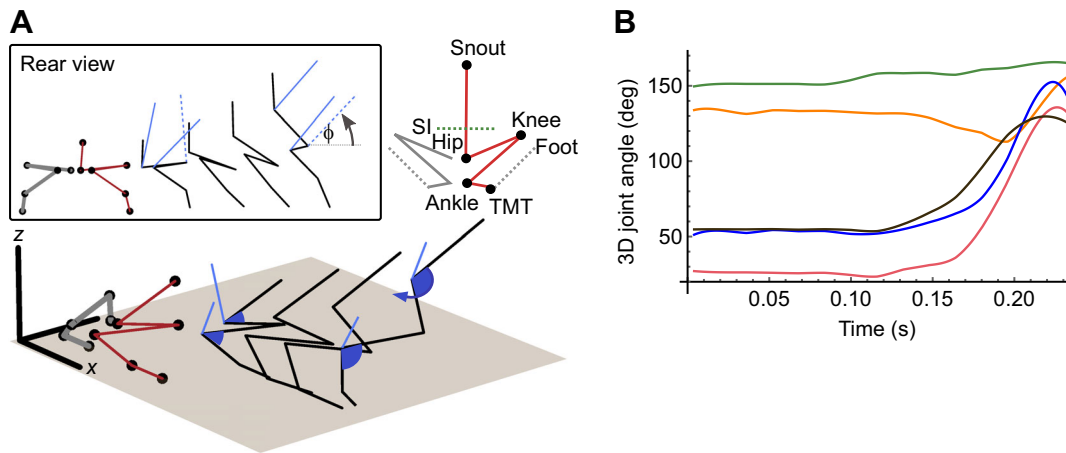 A
Rear view
ϕ
Snout
SI
Hip
Knee
Foot
Ankle
TMT
z
x
B
3D joint angle (deg)
150
100
50
0.05
0.10
0.15
0.20
Time (s)